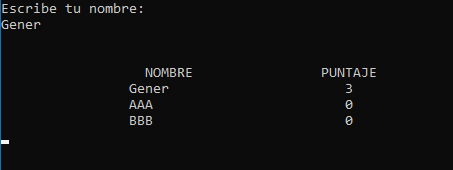 Escribe tu nombre:
Gener
NOMBRE PUNTAJE
Gener 3
AAA 0
BBB 0